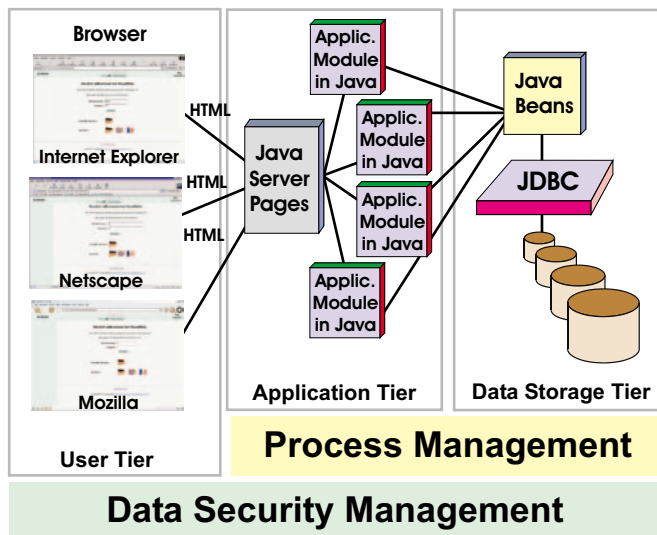 Browser
HTML
Internet Explorer
HTML
Netscape
HTML
Mozilla
User Tier
Java
Server
Pages
Applic.
Module
in Java
Applic.
Module
in Java
Applic.
Module
in Java
Applic.
Module
in Java
Application Tier
Java
Beans
JDBC
Data Storage Tier
Process Management
Data Security Management